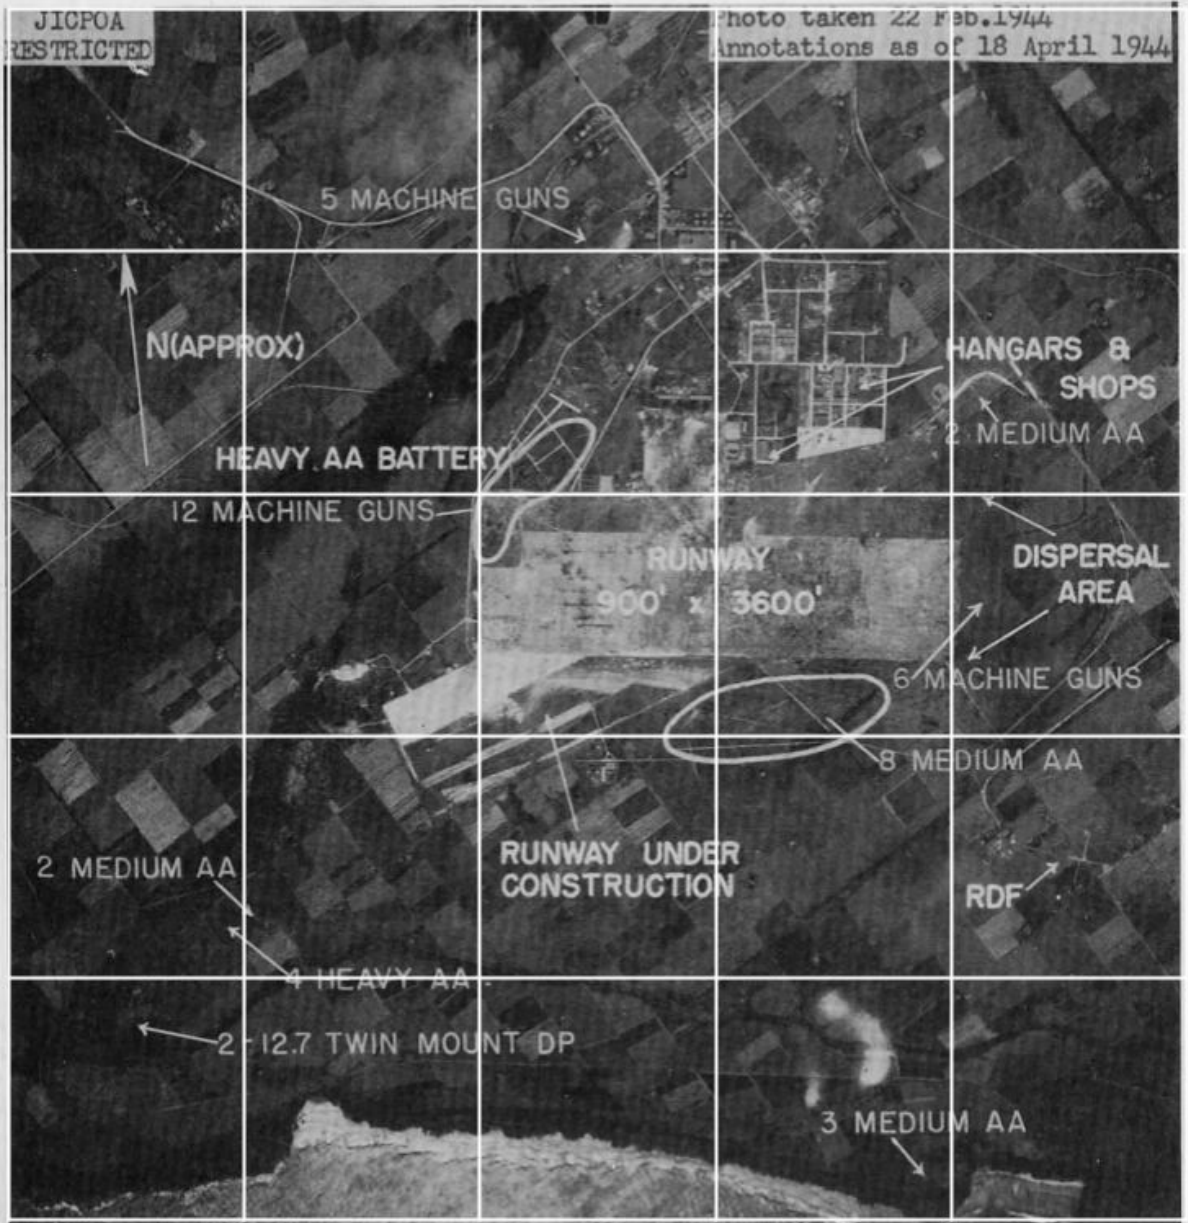 JICPOA
RESTRICTED
Photo taken 22 Feb.1944
Annotations as of 18 April 1944
5 MACHINE GUNS
N(APPROX)
HANGARS &
SHOPS
2 MEDIUM AA
HEAVY AA BATTERY
12 MACHINE GUNS
RUNWAY
900' x 3600'
DISPERSAL
AREA
6 MACHINE GUNS
8 MEDIUM AA
RUNWAY UNDER
CONSTRUCTION
2 MEDIUM AA
RDF
4 HEAVY AA
2-12.7 TWIN MOUNT DP
3 MEDIUM AA